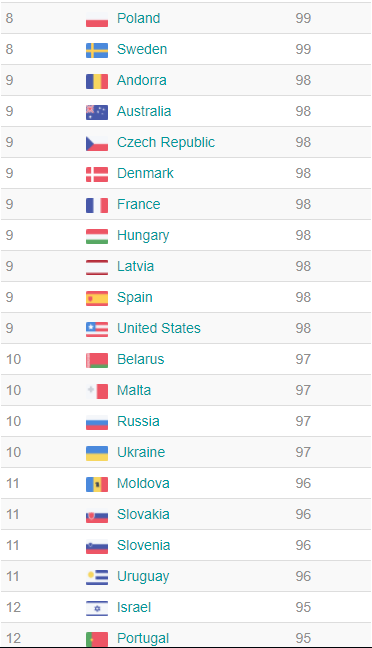 8 Poland 99
8 Sweden 99
9 Andorra 98
9 Australia 98
9 Czech Republic 98
9 Denmark 98
9 France 98
9 Hungary 98
9 Latvia 98
9 Spain 98
9 United States 98
10 Belarus 97
10 Malta 97
10 Russia 97
10 Ukraine 97
11 Moldova 96
11 Slovakia 96
11 Slovenia 96
11 Uruguay 96
12 Israel 95
12 Portugal 95